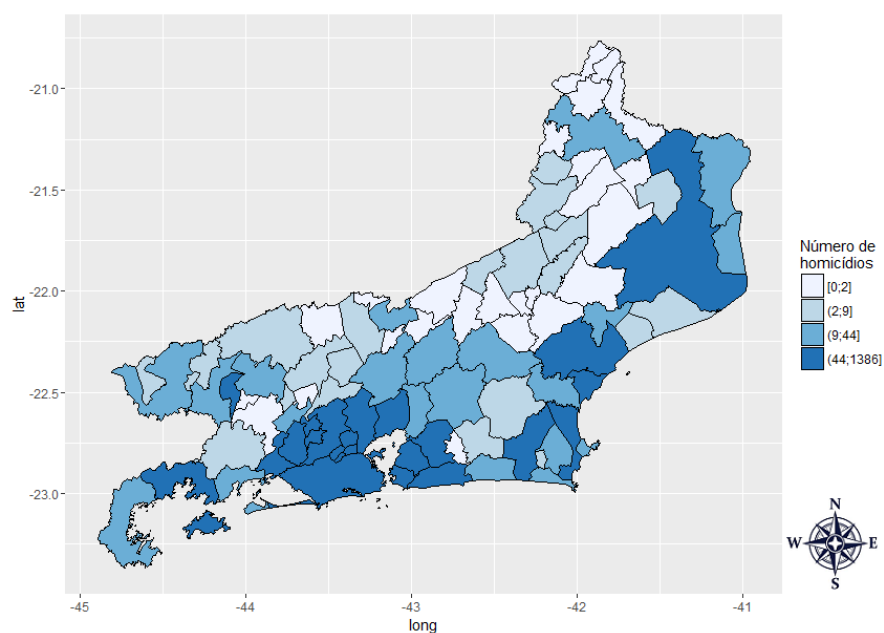 -21.0
-21.5
-22.0
-22.5
-23.0
lat
-45
-44
-43
-42
-41
long
Número de
homicídios
[0;2]
(2;9]
(9;44]
(44;1386]
N
W
E
S